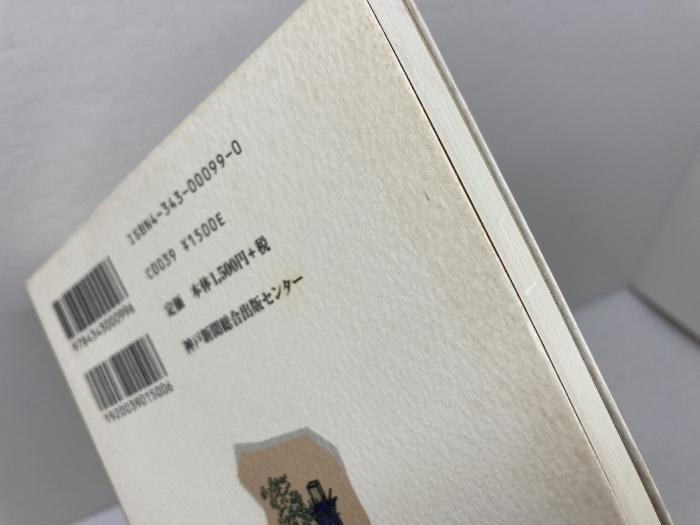 ISBN4-343-00099-0
C0039 ¥1500E
定価 本体1,500円+税
神戸新聞総合出版センター
9784343000996
1920039015006